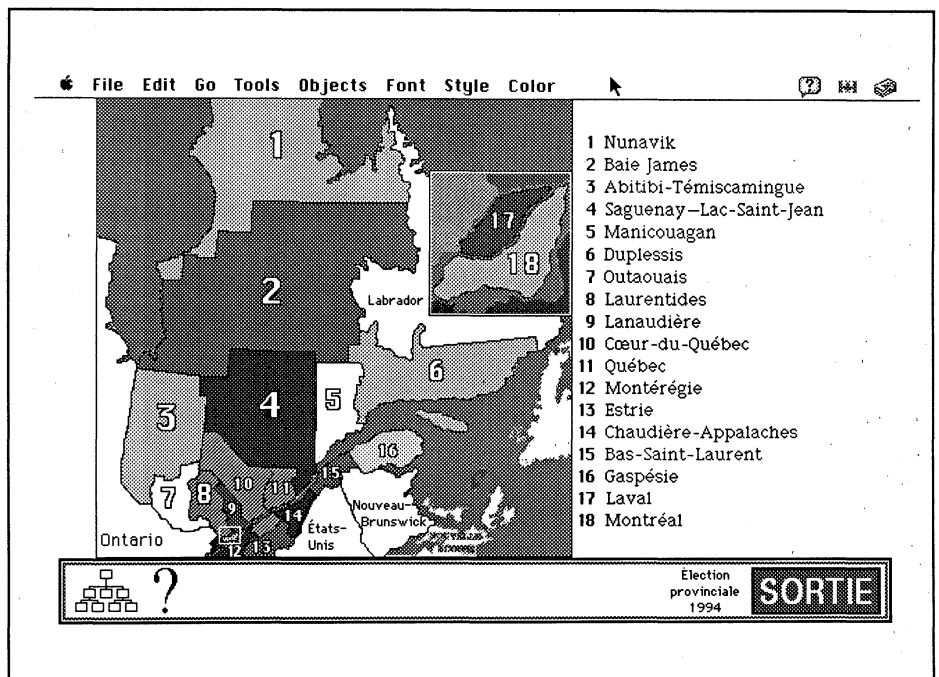 File Edit Go Tools Objects Font Style Color
1
2
Labrador
17
18
3
4
5
6
7
8
9
10
11
12
13
14
15
16
Ontario
États-
Unis
Nouveau-
Brunswick
1 Nunavik
2 Baie James
3 Abitibi-Témiscamingue
4 Saguenay-Lac-Saint-Jean
5 Manicouagan
6 Duplessis
7 Outaouais
8 Laurentides
9 Lanaudière
10 Cœur-du-Québec
11 Québec
12 Montérégie
13 Estrie
14 Chaudière-Appalaches
15 Bas-Saint-Laurent
16 Gaspésie
17 Laval
18 Montréal
?
Élection
provinciale
1994
SORTIE